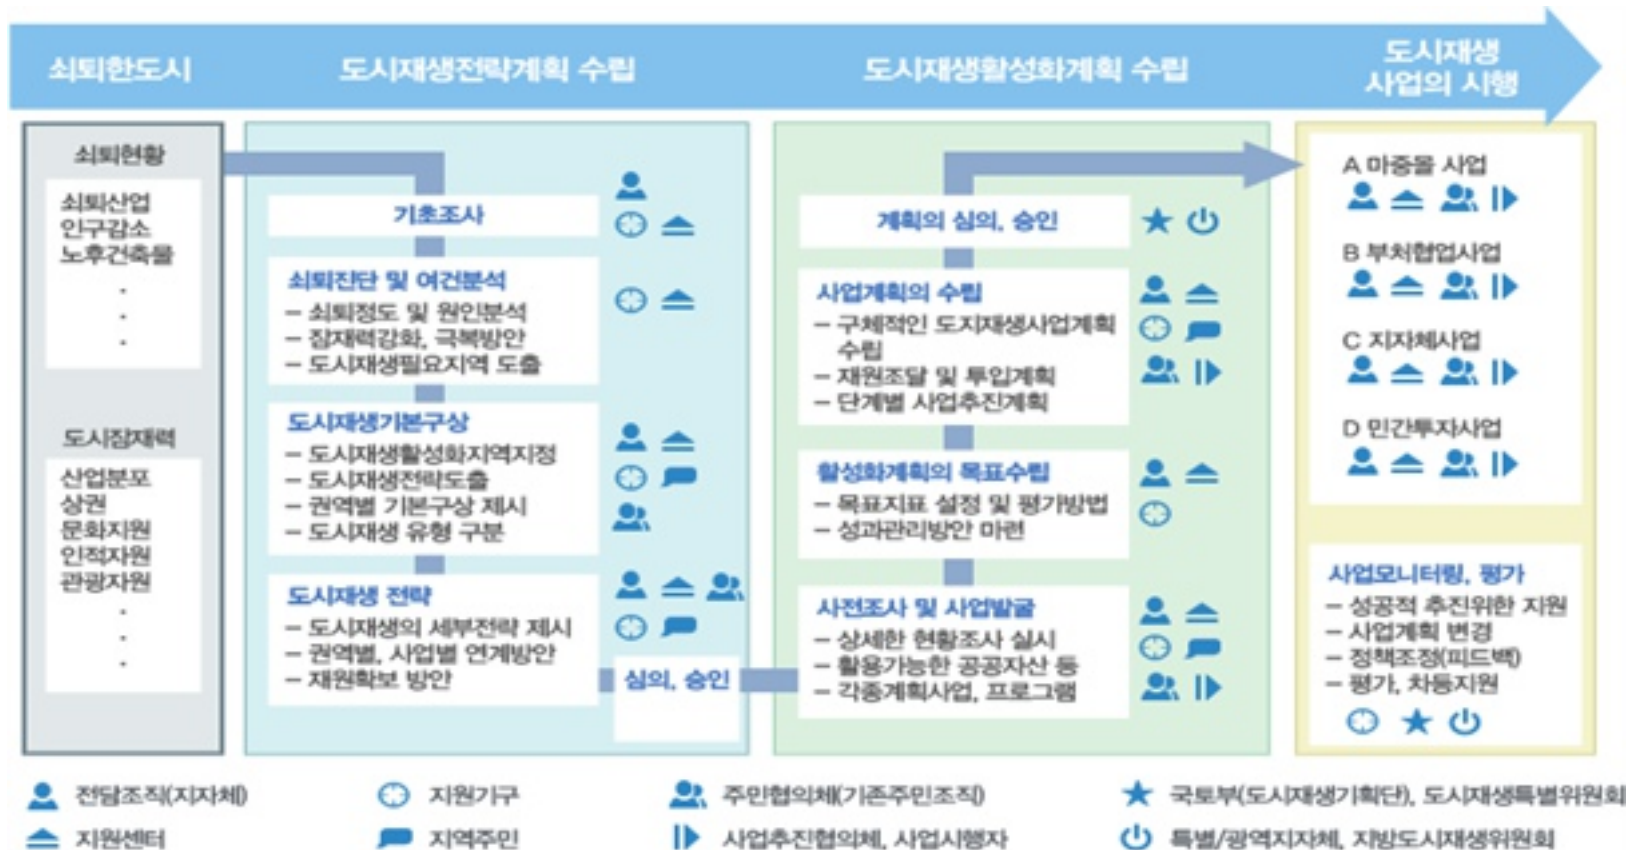 쇠퇴한도시
도시재생전략계획 수립
도시재생활성화계획 수립
도시재생
사업의 시행
쇠퇴현황
쇠퇴산업
인구감소
노후건축물
.
.
.
도시잠재력
산업분포
상권
문화지원
인적자원
관광자원
.
.
.
기초조사
쇠퇴진단 및 여건분석
– 쇠퇴정도 및 원인분석
– 잠재력강화, 극복방안
– 도시재생필요지역 도출
도시재생기본구상
– 도시재생활성화지역지정
– 도시재생전략도출
– 권역별 기본구상 제시
– 도시재생 유형 구분
도시재생 전략
– 도시재생의 세부전략 제시
– 권역별, 사업별 연계방안
– 재원확보 방안
심의, 승인
계획의 심의, 승인
사업계획의 수립
– 구체적인 도지재생사업계획
수립
– 재원조달 및 투입계획
– 단계별 사업추진계획
활성화계획의 목표수립
– 목표지표 설정 및 평가방법
– 성과관리방안 마련
사전조사 및 사업발굴
– 상세한 현황조사 실시
– 활용가능한 공공자산 등
– 각종계획사업, 프로그램
A 마중물 사업
B 부처협업사업
C 지자체사업
D 민간투자사업
사업모니터링, 평가
– 성공적 추진위한 지원
– 사업계획 변경
– 정책조정(피드백)
– 평가, 차등지원
전담조직(지자체)
지원기구
주민협의체(기존주민조직)
국토부(도시재생기획단), 도시재생특별위원회
지원센터
지역주민
사업추진협의체, 사업시행자
특별/광역지자체, 지방도시재생위원회